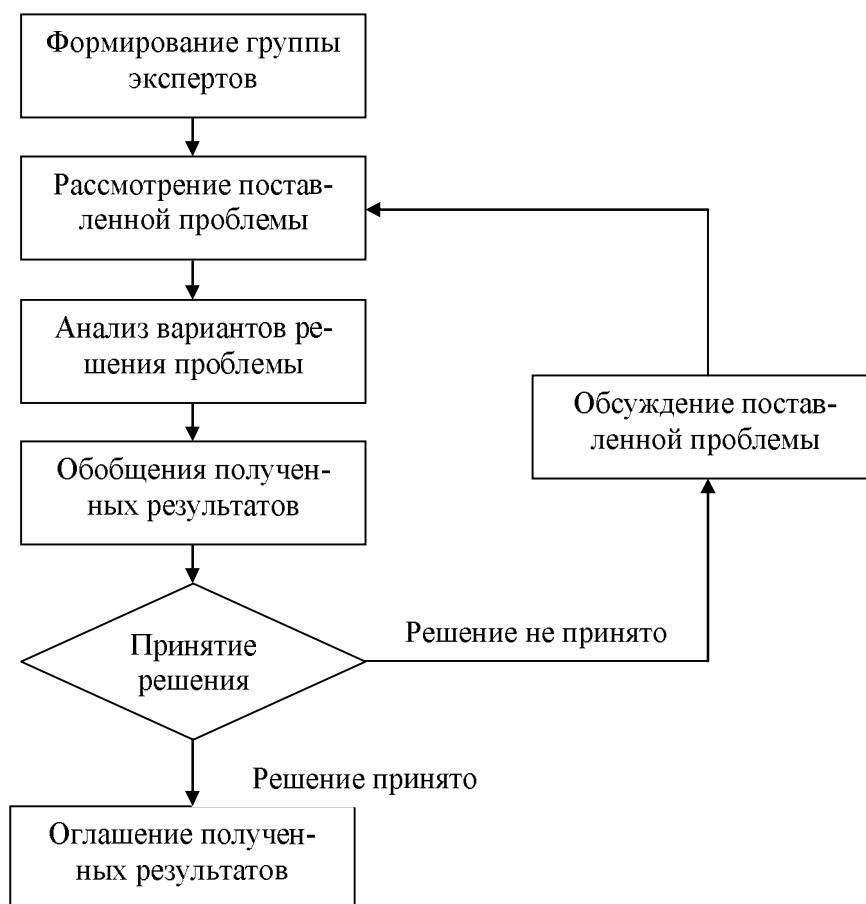 Формирование группы
экспертов
Рассмотрение постав-
ленной проблемы
Анализ вариантов ре-
шения проблемы
Обсуждение постав-
ленной проблемы
Обобщения получен-
ных результатов
Решение не принято
Принятие
решения
Решение принято
Оглашение получен-
ных результатов